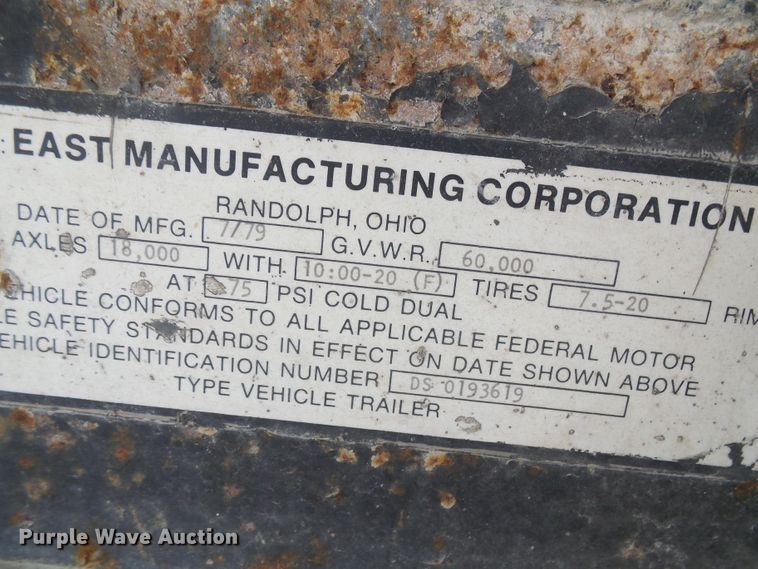 EAST MANUFACTURING CORPORATION
RANDOLPH, OHIO
DATE OF MFG. 7/79 G.V.W.R. 60,000
AXLES 18,000 WITH 10:00-20 (F) TIRES 7.5-20 RIM
AT 75 PSI COLD DUAL
EHICLE CONFORMS TO ALL APPLICABLE FEDERAL MOTOR
LE SAFETY STANDARDS IN EFFECT ON DATE SHOWN ABOVE
EHICLE IDENTIFICATION NUMBER DS 0193619
TYPE VEHICLE TRAILER
Purple Wave Auction